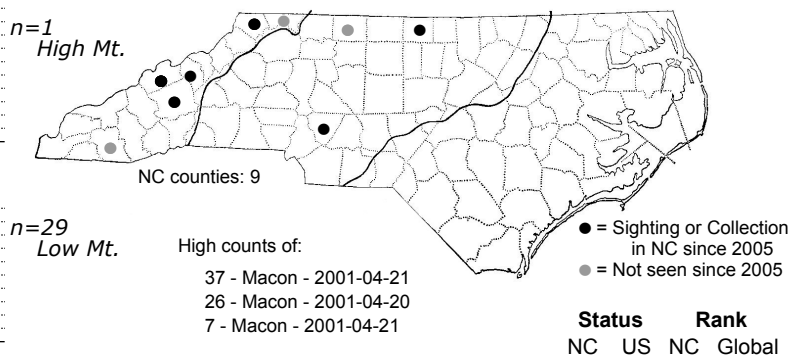 n=1
High Mt.
NC counties: 9
n=29
Low Mt.
High counts of:
37 - Macon - 2001-04-21
26 - Macon - 2001-04-20
7 - Macon - 2001-04-21
● = Sighting or Collection
in NC since 2005
● = Not seen since 2005
Status Rank
NC US NC Global